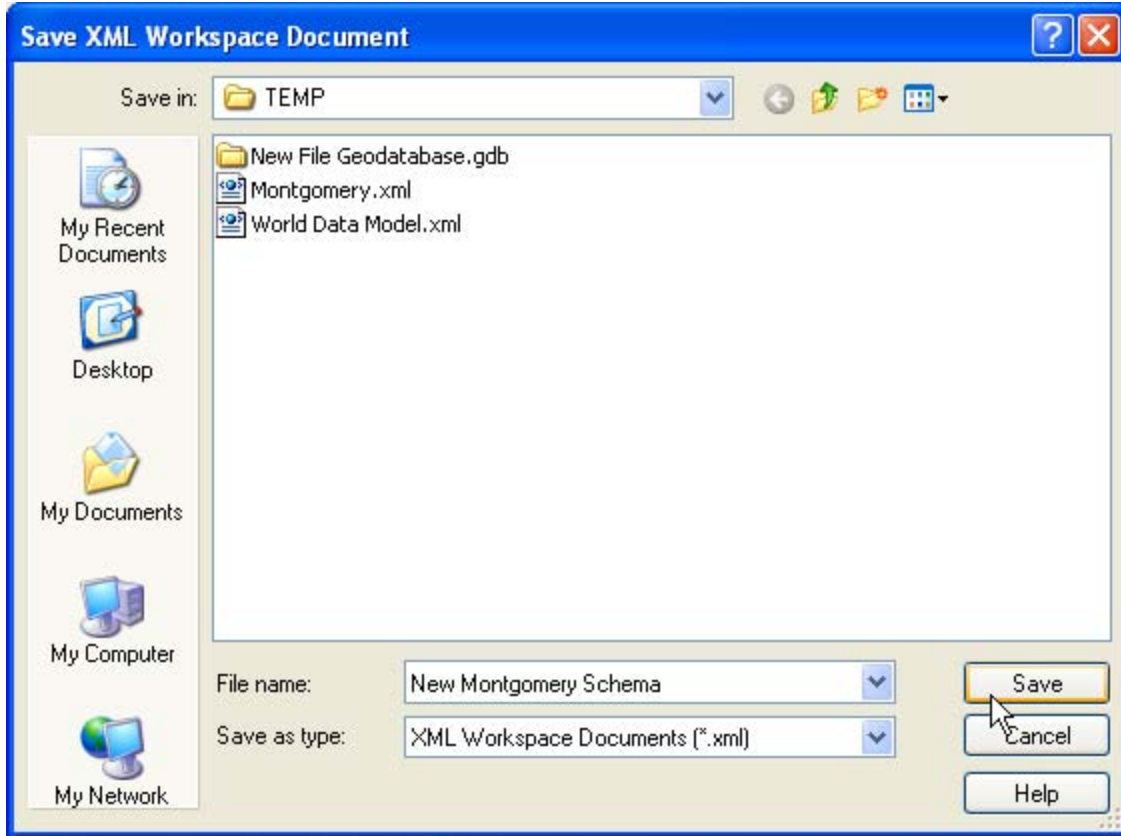 Save XML Workspace Document
?
Save in:
TEMP
My Recent
Documents
Desktop
My Documents
My Computer
My Network
New File Geodatabase.gdb
Montgomery.xml
World Data Model.xml
File name:
New Montgomery Schema
Save
Save as type:
XML Workspace Documents (*.xml)
Cancel
Help